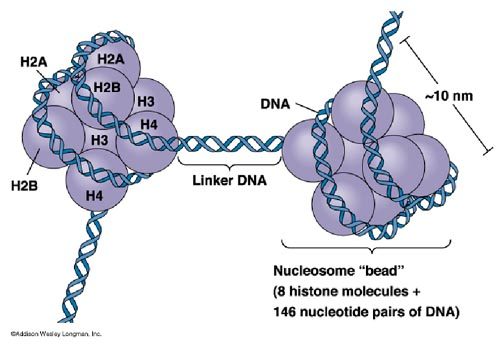 H2A
H2A
H2B
H3
H4
H3
H2B
H4
Linker DNA
DNA
~10 nm
Nucleosome “bead”
(8 histone molecules +
146 nucleotide pairs of DNA)
©Addison Wesley Longman, Inc.